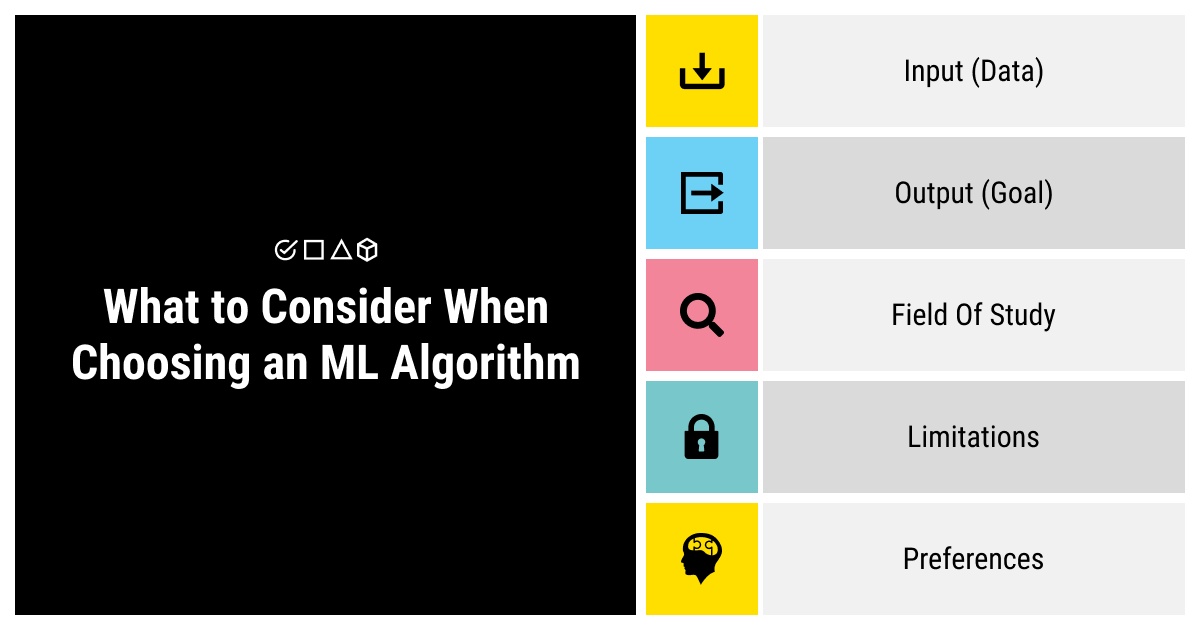 What to Consider When
Choosing an ML Algorithm
Input (Data)
Output (Goal)
Field Of Study
Limitations
Preferences